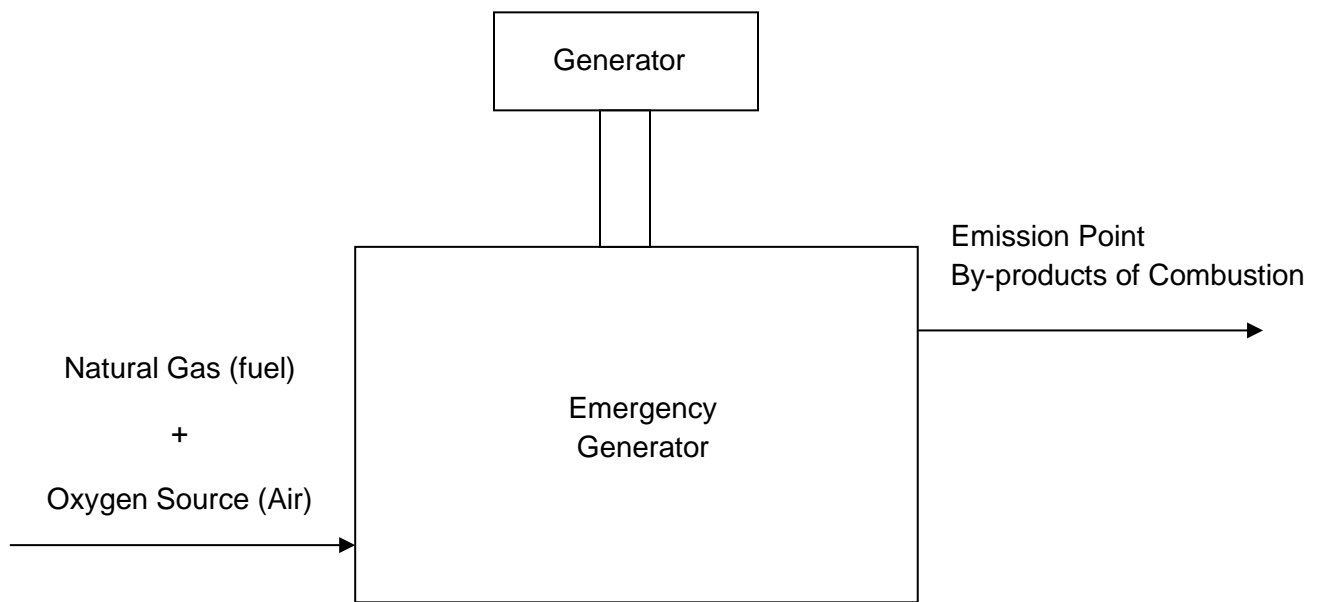 Generator
Emission Point
By-products of Combustion
Natural Gas (fuel)
+
Oxygen Source (Air)
Emergency
Generator